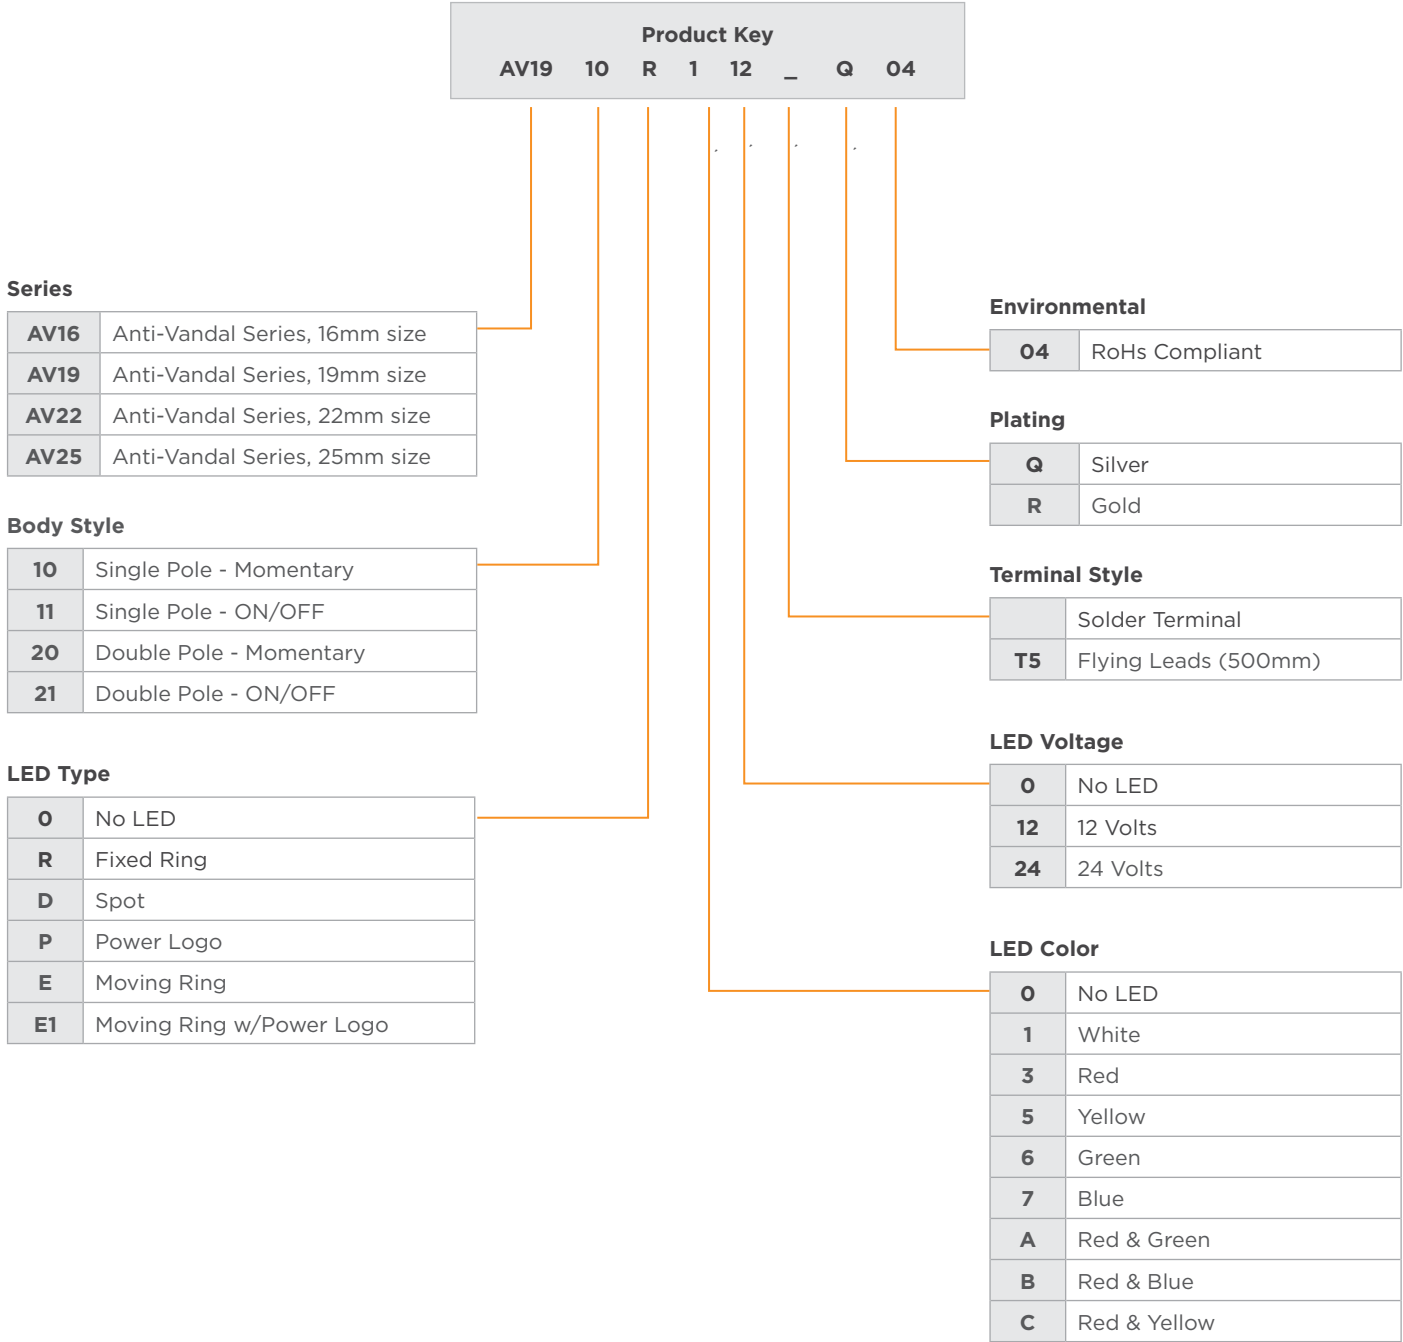 Product Key
AV19 10 R 1 12 _ Q 04
Series
AV16 Anti-Vandal Series, 16mm size
AV19 Anti-Vandal Series, 19mm size
AV22 Anti-Vandal Series, 22mm size
AV25 Anti-Vandal Series, 25mm size
Body Style
10 Single Pole - Momentary
11 Single Pole - ON/OFF
20 Double Pole - Momentary
21 Double Pole - ON/OFF
LED Type
0 No LED
R Fixed Ring
D Spot
P Power Logo
E Moving Ring
E1 Moving Ring w/Power Logo
Environmental
04 RoHs Compliant
Plating
Q Silver
R Gold
Terminal Style
Solder Terminal
T5 Flying Leads (500mm)
LED Voltage
0 No LED
12 12 Volts
24 24 Volts
LED Color
0 No LED
1 White
3 Red
5 Yellow
6 Green
7 Blue
A Red & Green
B Red & Blue
C Red & Yellow